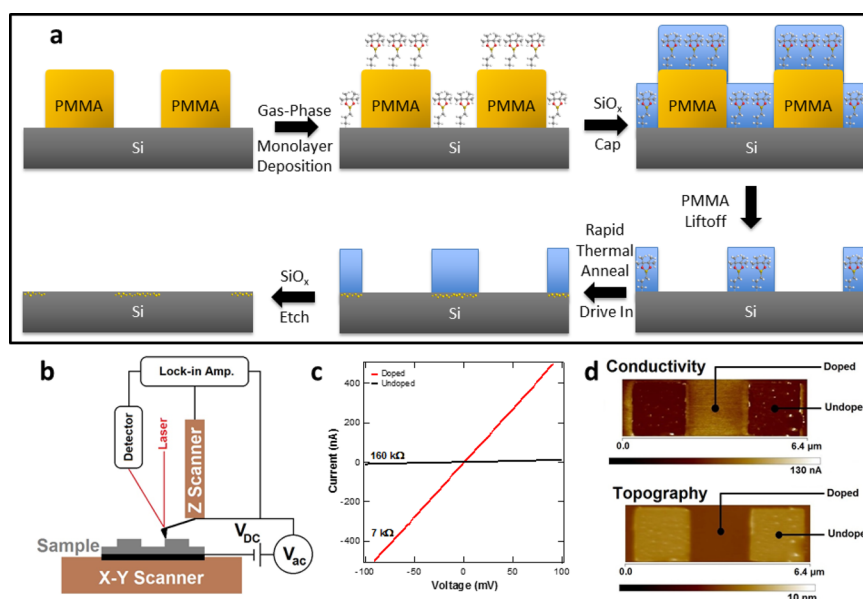 a
PMMA
PMMA
Si
Gas-Phase
Monolayer
Deposition
PMMA
PMMA
Si
SiOx
Cap
PMMA
PMMA
Si
PMMA
Liftoff
Si
SiOx
Etch
Si
Rapid
Thermal
Anneal
Drive In
Si
b
Lock-in Amp.
Detector
Laser
Z Scanner
Sample
VDC
Vac
X-Y Scanner
c
Doped
Undoped
400
200
0
-200
-400
Current (nA)
160 kΩ
7 kΩ
-100
-50
0
50
100
Voltage (mV)
d
Conductivity
Doped
Undope
0.0
6.4 µm
130 nA
Topography
Doped
Undope
0.0
6.4 µm
10 nm